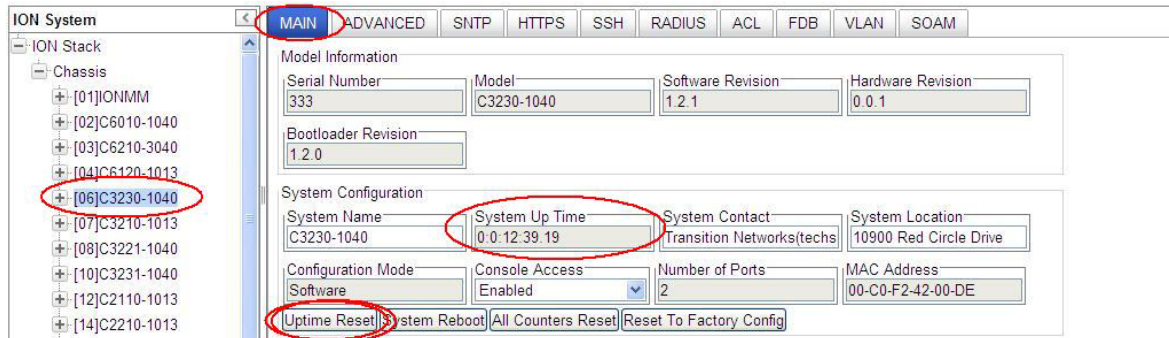 ION System
ION Stack
Chassis
[01]IONMM
[02]C6010-1040
[03]C6210-3040
[04]C6120-1013
[06]C3230-1040
[07]C3210-1013
[08]C3221-1040
[10]C3231-1040
[12]C2110-1013
[14]C2210-1013
MAIN ADVANCED SNTP HTTPS SSH RADIUS ACL FDB VLAN SOAM
Model Information
Serial Number Model Software Revision Hardware Revision
333 C3230-1040 1.2.1 0.0.1
Bootloader Revision
1.2.0
System Configuration
System Name System Up Time System Contact System Location
C3230-1040 0:0:12:39.19 Transition Networks(techs 10900 Red Circle Drive
Configuration Mode Console Access Number of Ports MAC Address
Software Enabled 2 00-C0-F2-42-00-DE
Uptime Reset System Reboot All Counters Reset Reset To Factory Config